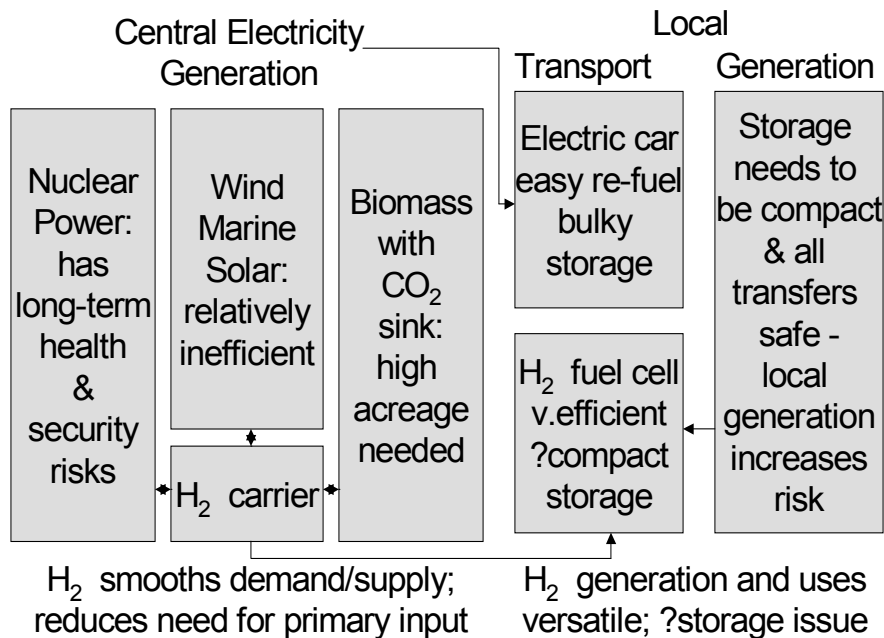 Central Electricity
Generation
Local
Transport
Generation
Nuclear
Power:
has
long-term
health
&
security
risks
Wind
Marine
Solar:
relatively
inefficient
H₂ carrier
Biomass
with
CO₂
sink:
high
acreage
needed
Electric car
easy re-fuel
bulky
storage
H₂ fuel cell
v.efficient
?compact
storage
Storage
needs to
be compact
& all
transfers
safe -
local
generation
increases
risk
H₂ smooths demand/supply;
reduces need for primary input
H₂ generation and uses
versatile; ?storage issue